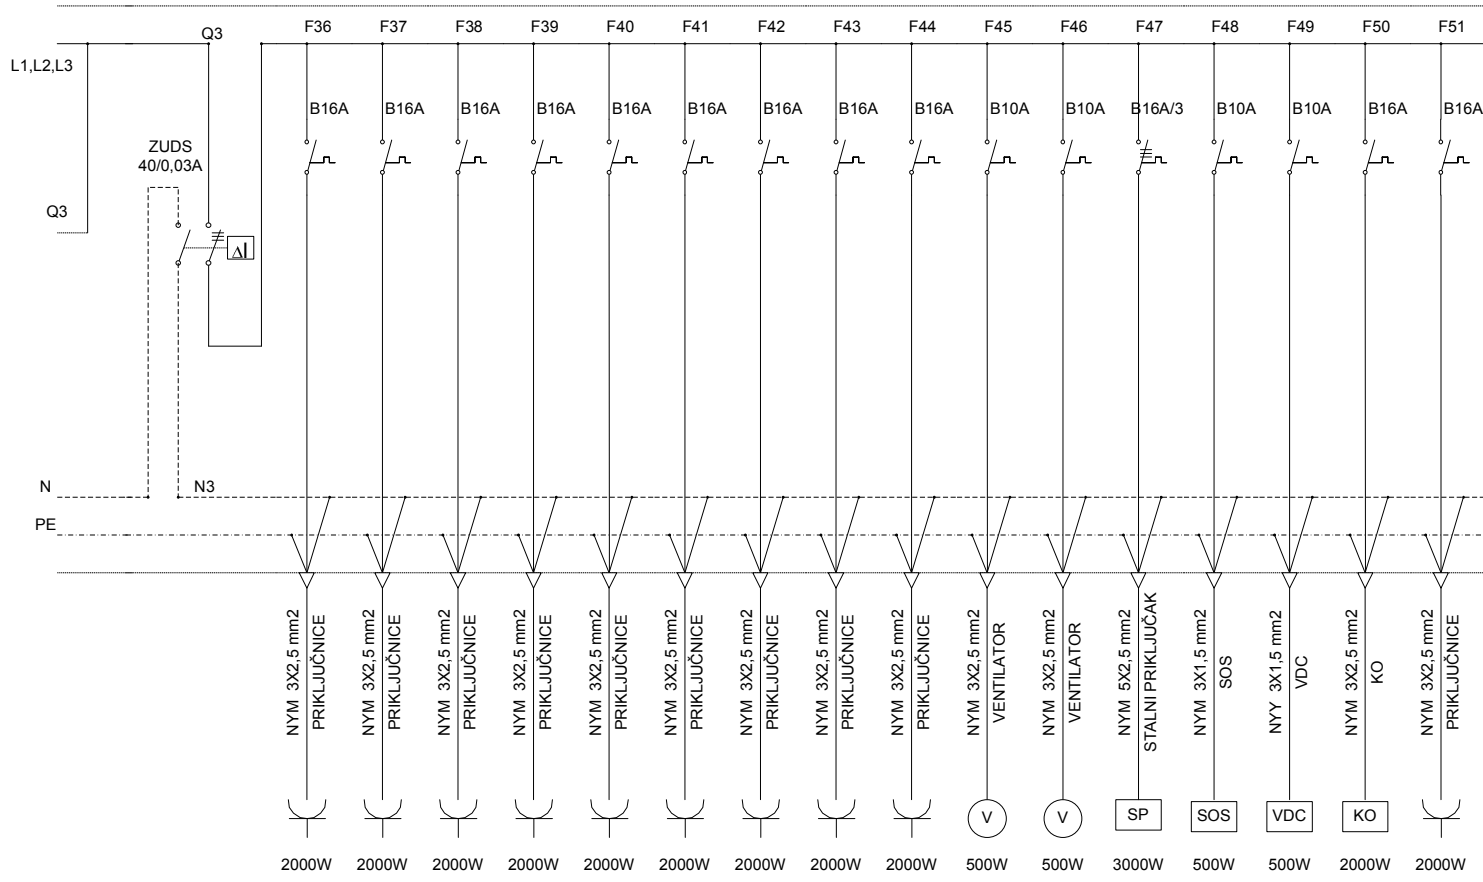 Q3 F36 F37 F38 F39 F40 F41 F42 F43 F44 F45 F46 F47 F48 F49 F50 F51
L1,L2,L3
B16A B16A B16A B16A B16A B16A B16A B16A B16A B10A B10A B16A/3 B10A B10A B16A B16A
ZUDS
40/0,03A
Q3
ΔI
N N3
PE
NYM 3X2,5 mm2
PRIKLJUČNICE
NYM 3X2,5 mm2
PRIKLJUČNICE
NYM 3X2,5 mm2
PRIKLJUČNICE
NYM 3X2,5 mm2
PRIKLJUČNICE
NYM 3X2,5 mm2
PRIKLJUČNICE
NYM 3X2,5 mm2
PRIKLJUČNICE
NYM 3X2,5 mm2
PRIKLJUČNICE
NYM 3X2,5 mm2
PRIKLJUČNICE
NYM 3X2,5 mm2
PRIKLJUČNICE
NYM 3X2,5 mm2
VENTILATOR
NYM 3X2,5 mm2
VENTILATOR
NYM 5X2,5 mm2
STALNI PRIKLJUČAK
NYM 3X1,5 mm2
SOS
NYY 3X1,5 mm2
VDC
NYM 3X2,5 mm2
KO
NYM 3X2,5 mm2
PRIKLJUČNICE
V V SP SOS VDC KO
2000W 2000W 2000W 2000W 2000W 2000W 2000W 2000W 2000W 500W 500W 3000W 500W 500W 2000W 2000W